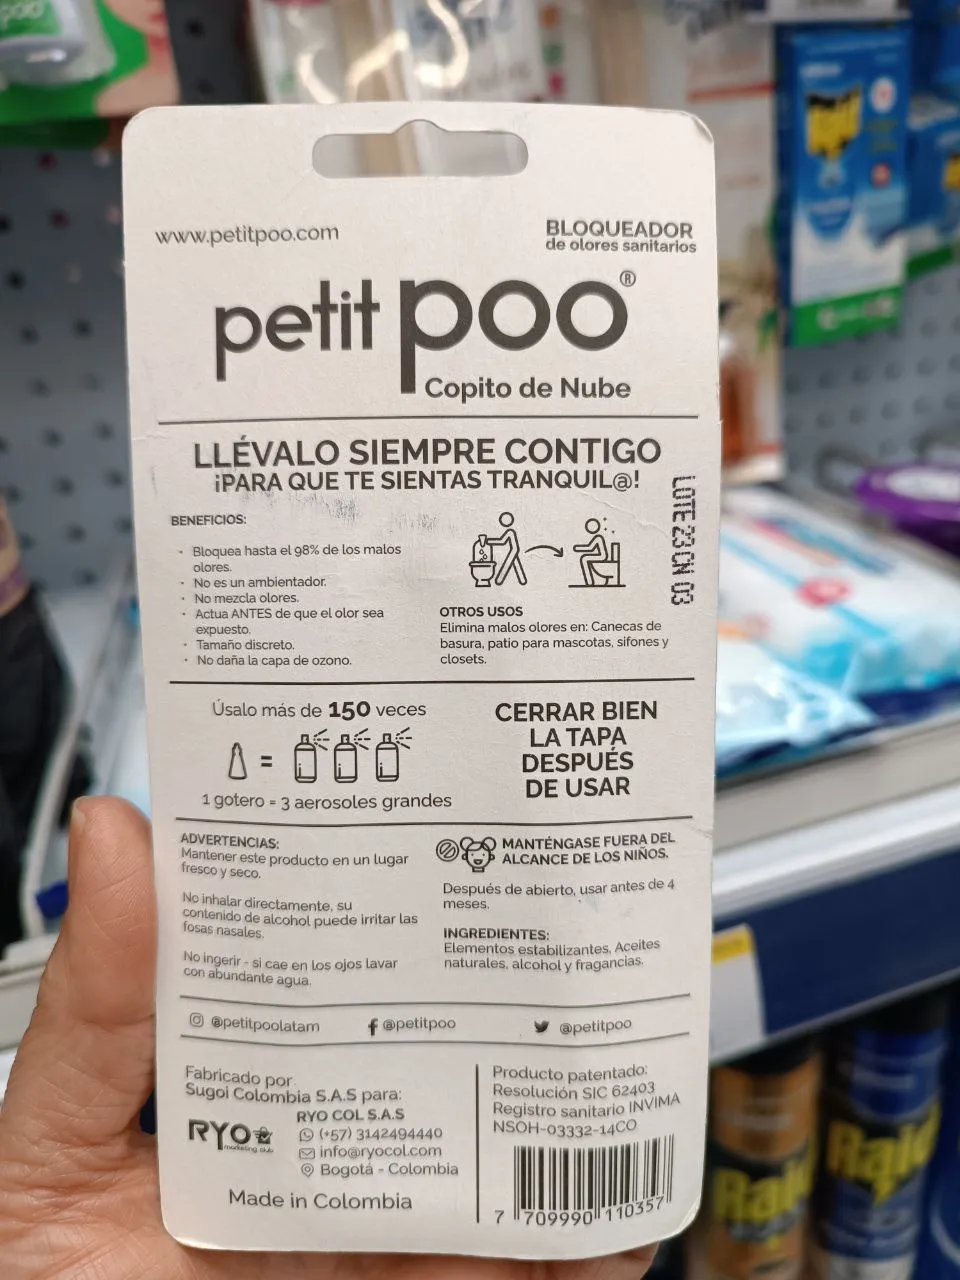 www.petitpoo.com
BLOQUEADOR
de olores sanitarios
petit poo®
Copito de Nube
LLÉVALO SIEMPRE CONTIGO
¡PARA QUE TE SIENTAS TRANQUIL@!
LOTE 23 CN 03
BENEFICIOS:
· Bloquea hasta el 98% de los malos
olores.
· No es un ambientador.
· No mezcla olores.
· Actua ANTES de que el olor sea
expuesto.
· Tamaño discreto.
· No daña la capa de ozono.
OTROS USOS
Elimina malos olores en: Canecas de
basura, patio para mascotas, sifones y
closets.
Úsalo más de 150 veces
=
1 gotero = 3 aerosoles grandes
CERRAR BIEN
LA TAPA
DESPUÉS
DE USAR
ADVERTENCIAS:
Mantener este producto en un lugar
fresco y seco.
No inhalar directamente, su
contenido de alcohol puede irritar las
fosas nasales.
No ingerir - si cae en los ojos lavar
con abundante agua.
MANTÉNGASE FUERA DEL
ALCANCE DE LOS NIÑOS.
Después de abierto, usar antes de 4
meses.
INGREDIENTES:
Elementos estabilizantes, Aceites
naturales, alcohol y fragancias.
@petitpoolatam
@petitpoo
@petitpoo
Fabricado por
Sugoi Colombia S.A.S para:
RYO
marketing club
RYO COL S.A.S
(+57) 3142494440
info@ryocol.com
Bogotá - Colombia
Made in Colombia
Producto patentado:
Resolución SIC 62403
Registro sanitario INVIMA
NSOH-03332-14CO
7 709990 110357
Raid
Raid
Raid